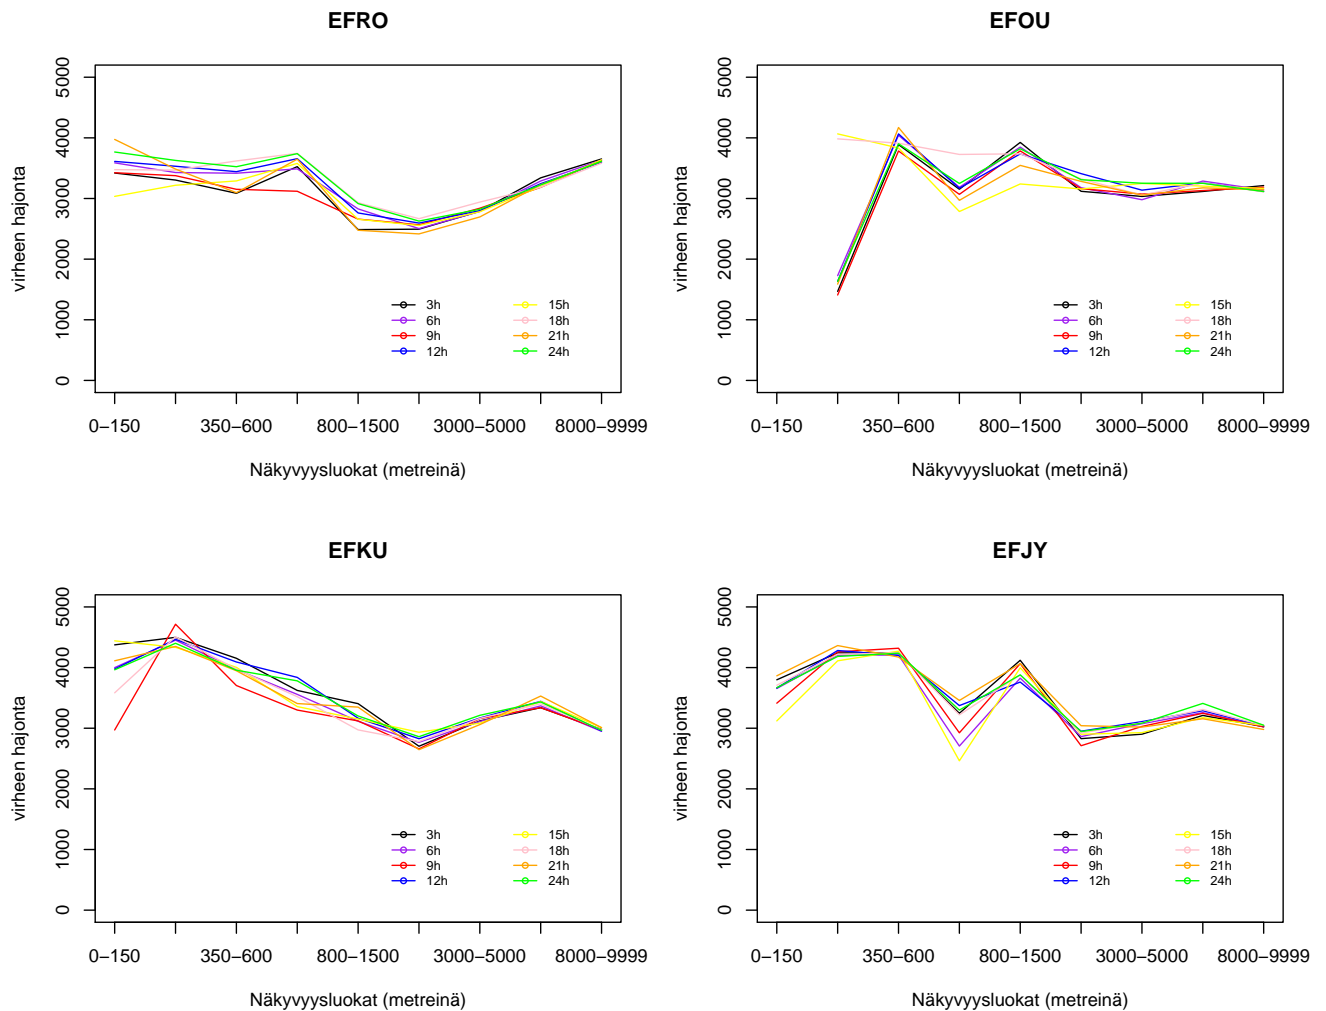 EFRO
virheen hajonta
5000
4000
3000
2000
1000
0
3h
6h
9h
12h
15h
18h
21h
24h
0−150
350−600
800−1500
3000−5000
8000−9999
Näkyvyysluokat (metreinä)
EFOU
virheen hajonta
5000
4000
3000
2000
1000
0
3h
6h
9h
12h
15h
18h
21h
24h
0−150
350−600
800−1500
3000−5000
8000−9999
Näkyvyysluokat (metreinä)
EFKU
virheen hajonta
5000
4000
3000
2000
1000
0
3h
6h
9h
12h
15h
18h
21h
24h
0−150
350−600
800−1500
3000−5000
8000−9999
Näkyvyysluokat (metreinä)
EFJY
virheen hajonta
5000
4000
3000
2000
1000
0
3h
6h
9h
12h
15h
18h
21h
24h
0−150
350−600
800−1500
3000−5000
8000−9999
Näkyvyysluokat (metreinä)